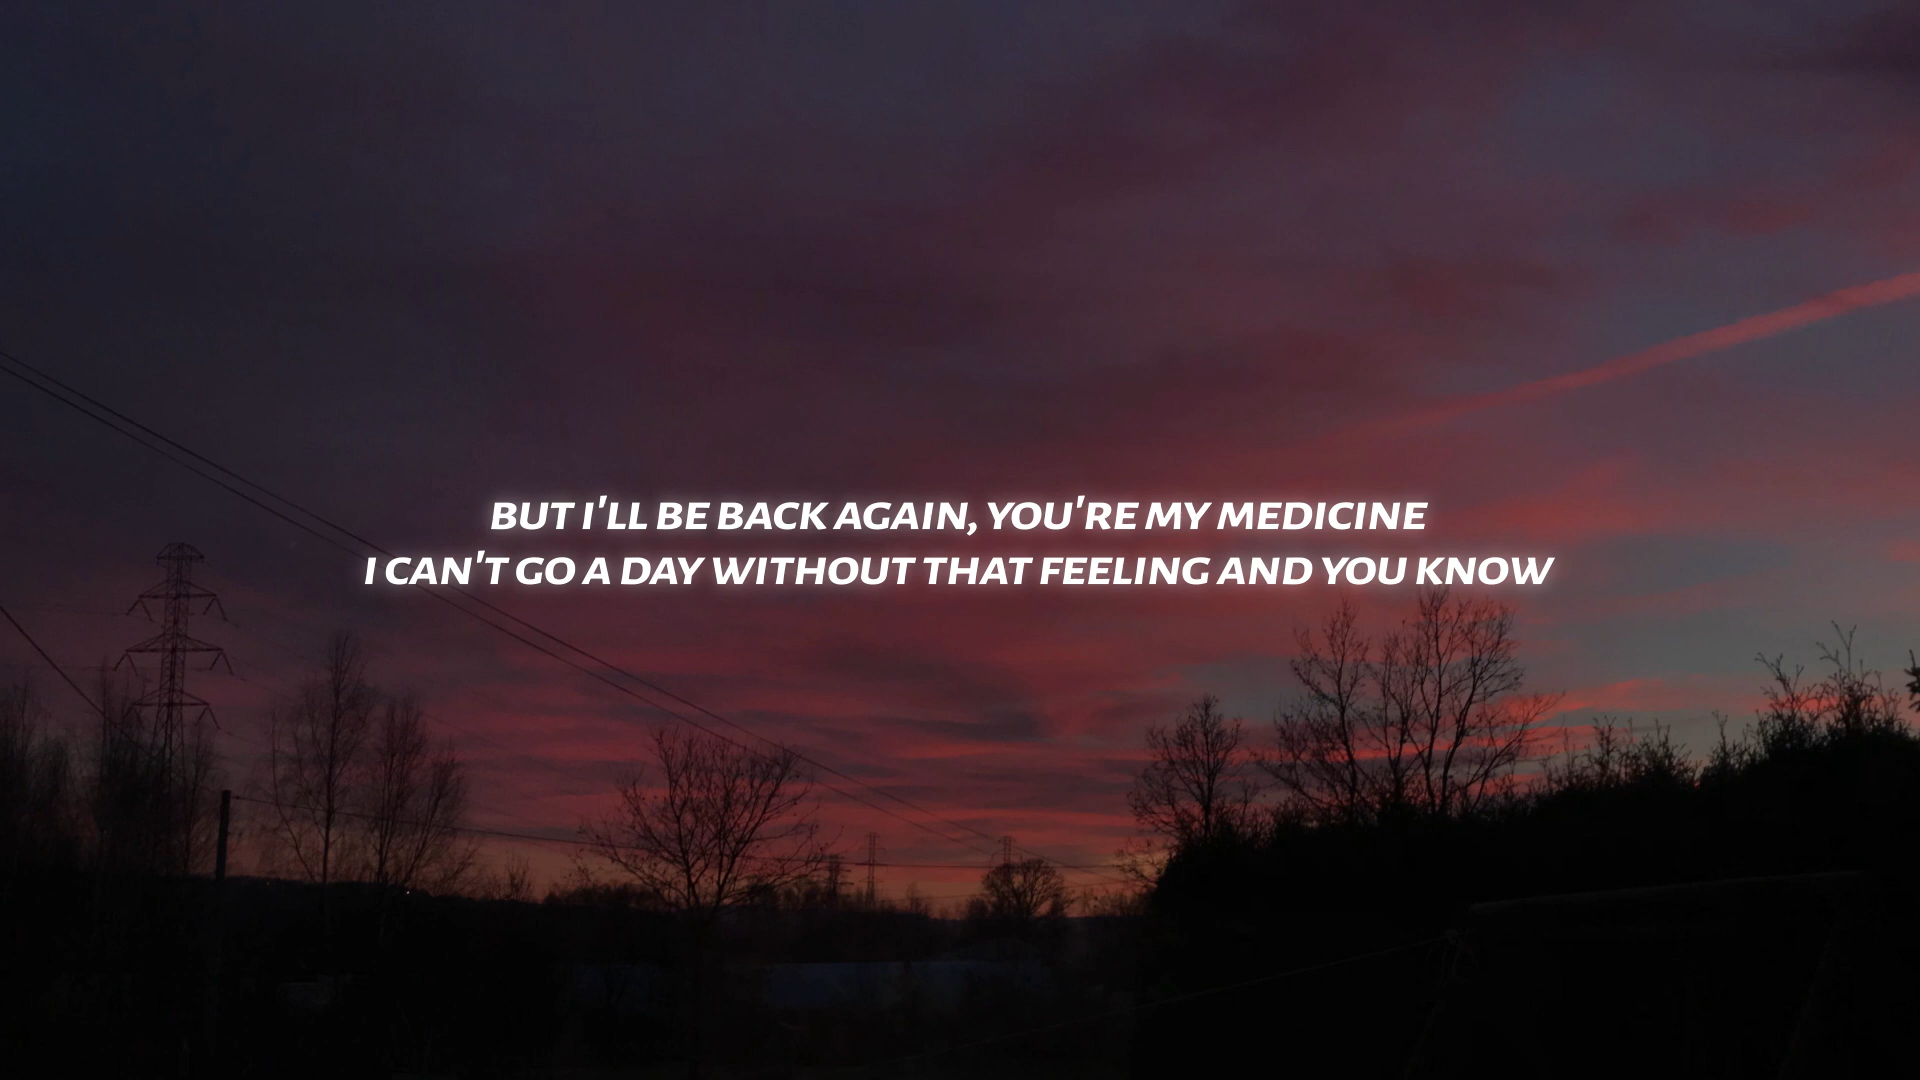 BUT I'LL BE BACK AGAIN, YOU'RE MY MEDICINE
I CAN'T GO A DAY WITHOUT THAT FEELING AND YOU KNOW